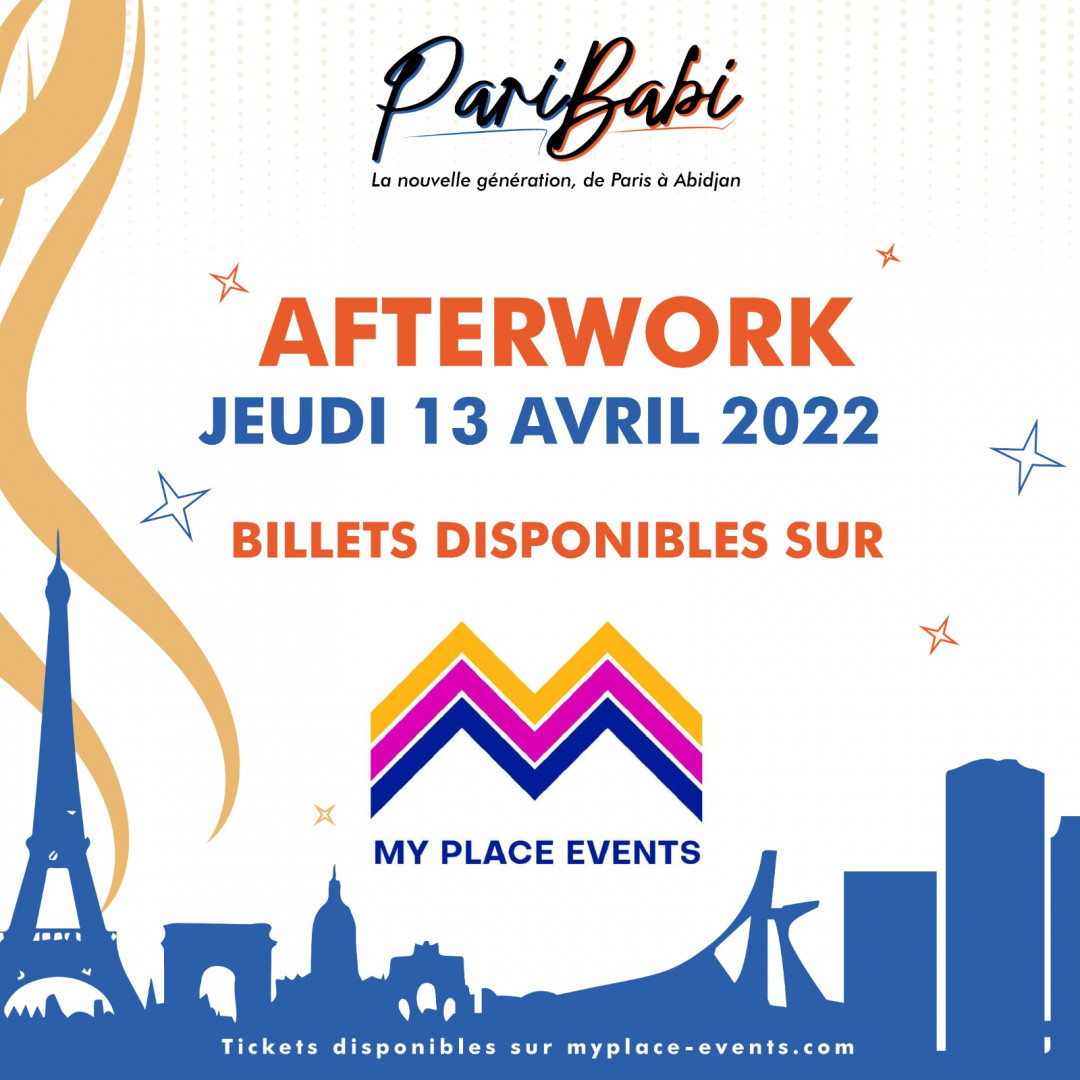 PariBabi
La nouvelle génération, de Paris à Abidjan
AFTERWORK
JEUDI 13 AVRIL 2022
BILLETS DISPONIBLES SUR
MY PLACE EVENTS
Tickets disponibles sur myplace-events.com